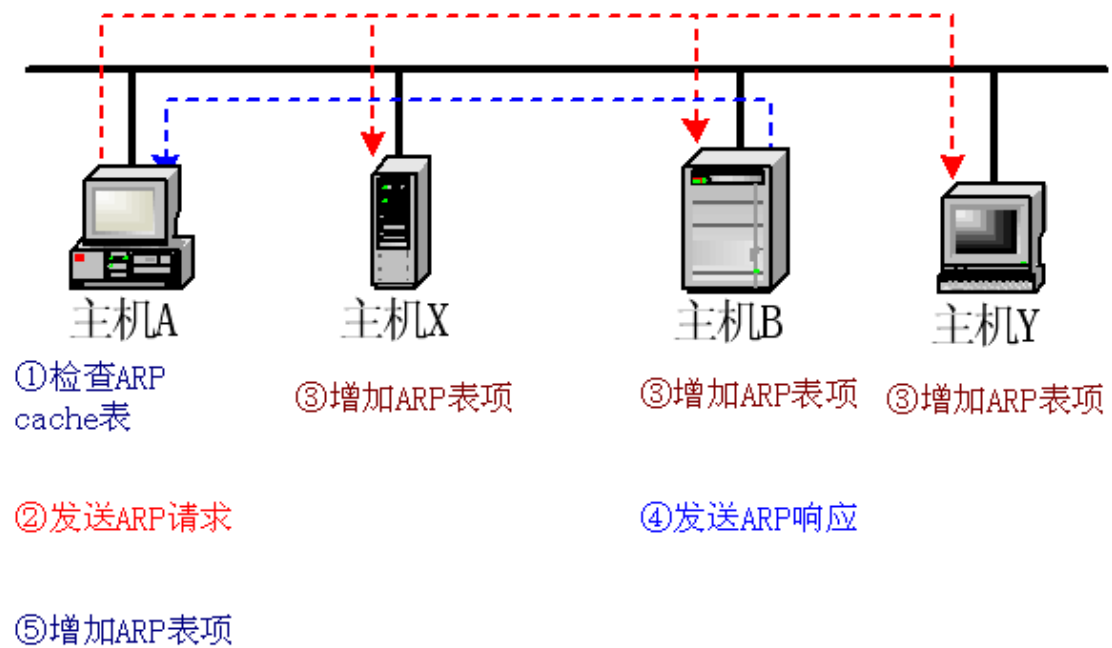 主机A
主机X
主机B
主机Y
①检查ARP
cache表
③增加ARP表项
③增加ARP表项
③增加ARP表项
②发送ARP请求
④发送ARP响应
⑤增加ARP表项